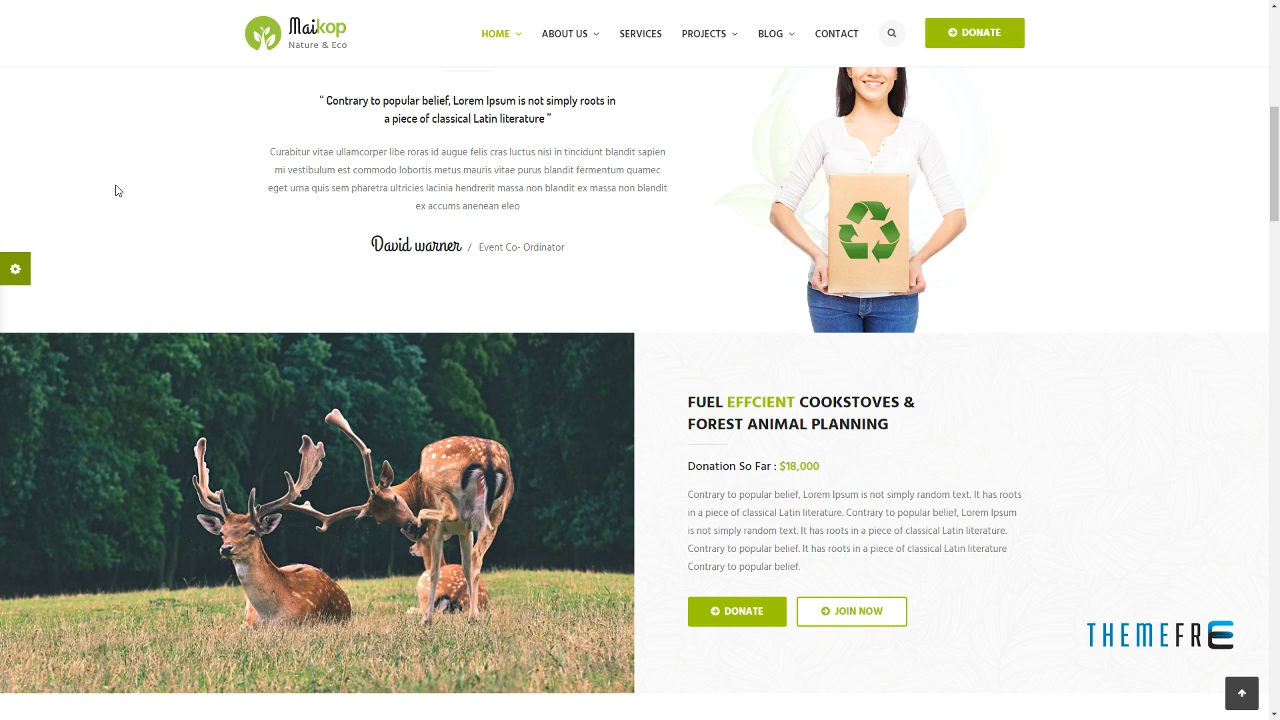 Maikop
Nature & Eco
HOME
ABOUT US
SERVICES
PROJECTS
BLOG
CONTACT
DONATE
“ Contrary to popular belief, Lorem Ipsum is not simply roots in
a piece of classical Latin literature ”
Curabitur vitae ullamcorper libe roras id augue felis cras luctus nisi in tincidunt blandit sapien
mi vestibulum est commodo lobortis metus mauris vitae purus blandit fermentum quamec
eget urna quis sem pharetra ultricies lacinia hendrerit massa non blandit ex massa non blandit
ex accums anenean eleo
David warner / Event Co- Ordinator
FUEL EFFCIENT COOKSTOVES &
FOREST ANIMAL PLANNING
Donation So Far : $18,000
Contrary to popular belief, Lorem Ipsum is not simply random text. It has roots
in a piece of classical Latin literature. Contrary to popular belief, Lorem Ipsum
is not simply random text. It has roots in a piece of classical Latin literature.
Contrary to popular belief. It has roots in a piece of classical Latin literature
Contrary to popular belief.
DONATE
JOIN NOW
THEMEFRE